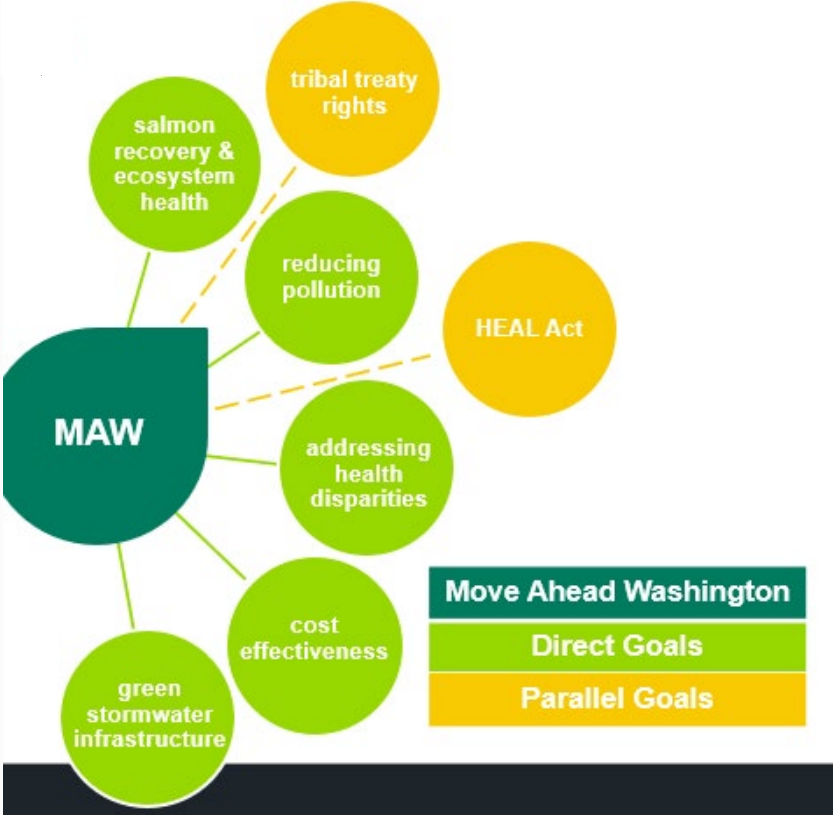 tribal treaty
rights
salmon
recovery &
ecosystem
health
reducing
pollution
HEAL Act
MAW
addressing
health
disparities
cost
effectiveness
green
stormwater
infrastructure
Move Ahead Washington
Direct Goals
Parallel Goals